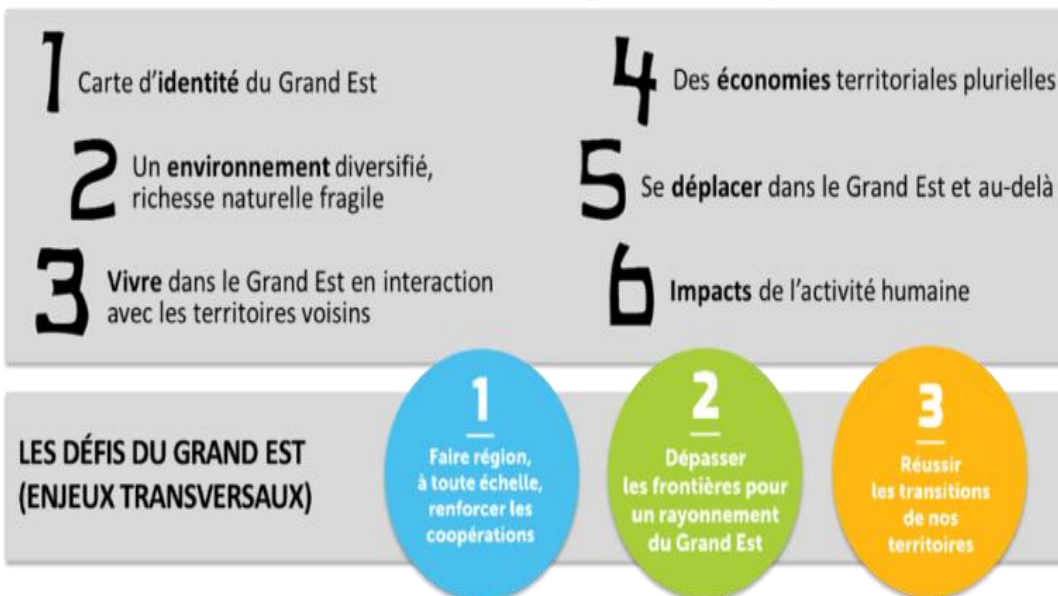 1 Carte d'identité du Grand Est
2 Un environnement diversifié,
richesse naturelle fragile
3 Vivre dans le Grand Est en interaction
avec les territoires voisins
4 Des économies territoriales plurielles
5 Se déplacer dans le Grand Est et au-delà
6 Impacts de l'activité humaine
LES DÉFIS DU GRAND EST
(ENJEUX TRANSVERSAUX)
1
Faire région,
à toute échelle,
renforcer les
coopérations
2
Dépasser
les frontières pour
un rayonnement
du Grand Est
3
Réussir
les transitions
de nos
territoires